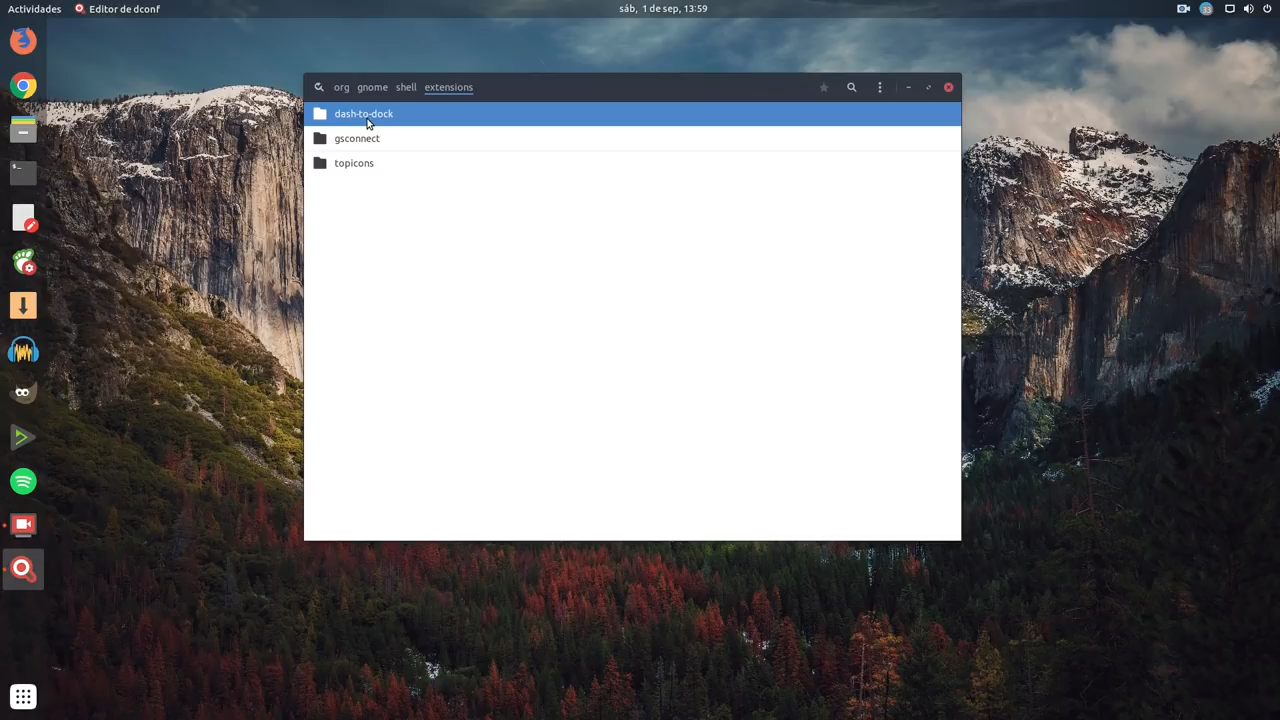 Actividades Editor de dconf sáb, 1 de sep, 13:59 33
org gnome shell extensions
dash-to-dock
gsconnect
topicons